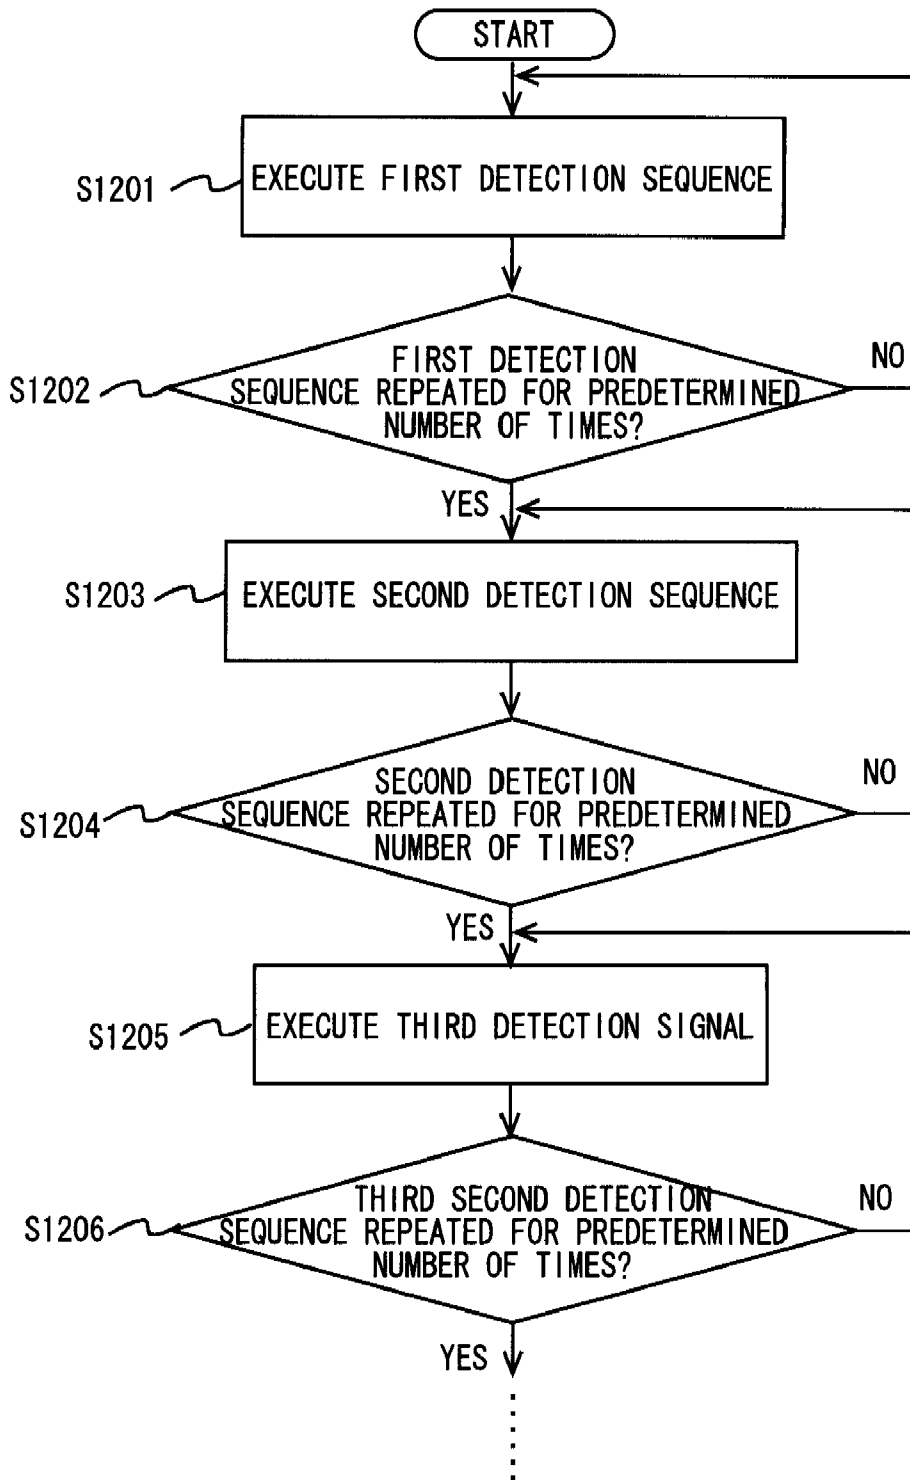 START
S1201
EXECUTE FIRST DETECTION SEQUENCE
S1202
FIRST DETECTION
SEQUENCE REPEATED FOR PREDETERMINED
NUMBER OF TIMES?
NO
YES
S1203
EXECUTE SECOND DETECTION SEQUENCE
S1204
SECOND DETECTION
SEQUENCE REPEATED FOR PREDETERMINED
NUMBER OF TIMES?
NO
YES
S1205
EXECUTE THIRD DETECTION SIGNAL
S1206
THIRD SECOND DETECTION
SEQUENCE REPEATED FOR PREDETERMINED
NUMBER OF TIMES?
NO
YES